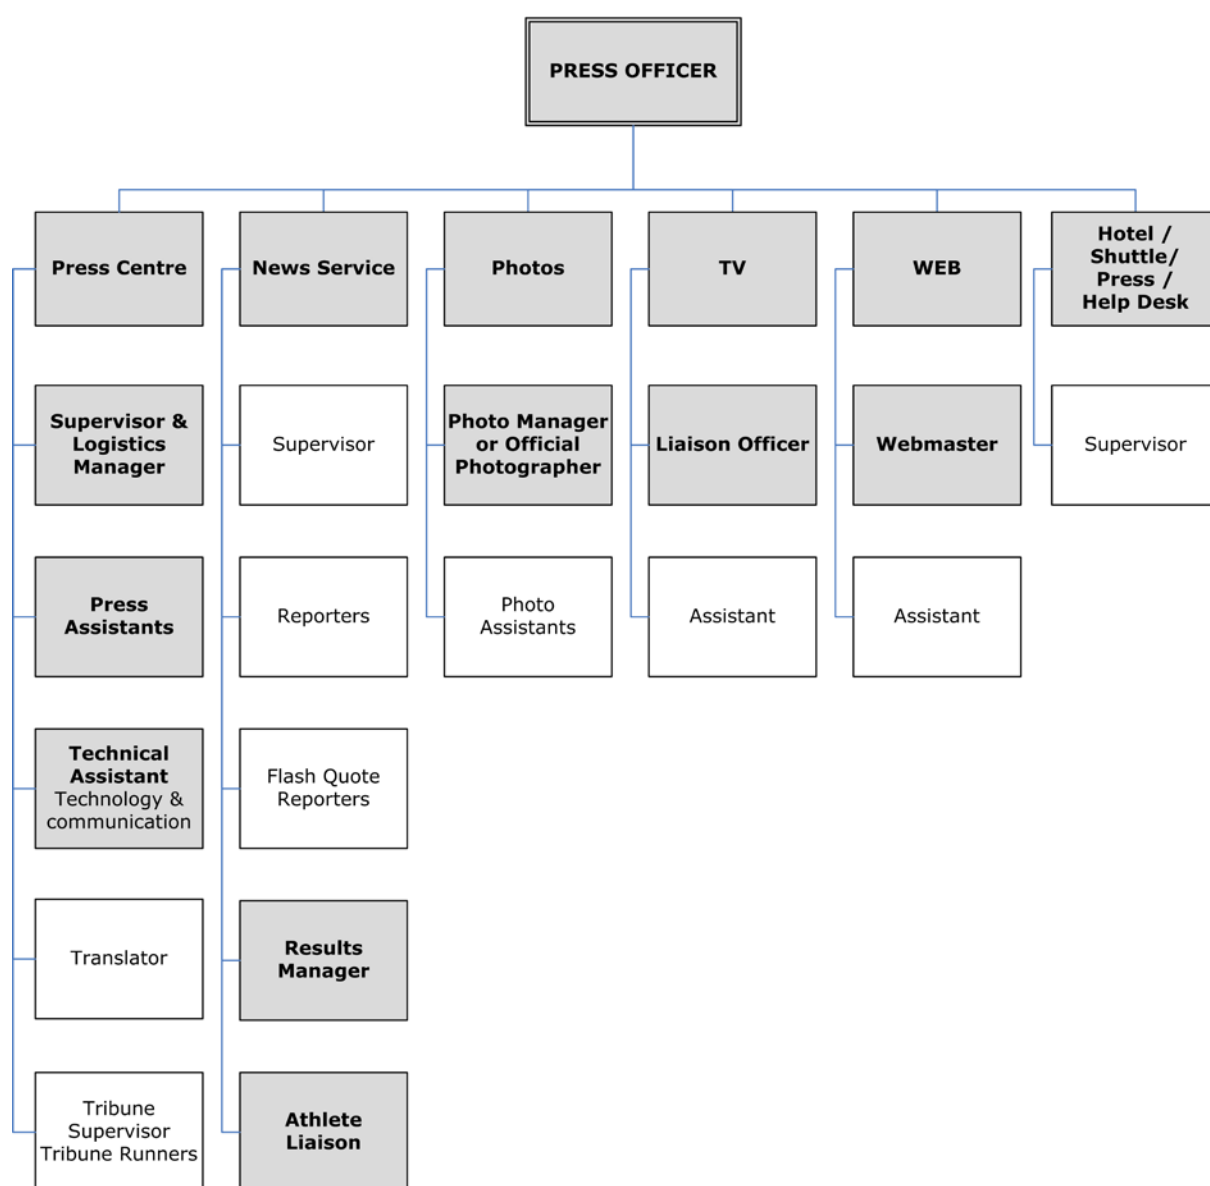 PRESS OFFICER
Press Centre
News Service
Photos
TV
WEB
Hotel /
Shuttle/
Press /
Help Desk
Supervisor &
Logistics
Manager
Supervisor
Photo Manager
or Official
Photographer
Liaison Officer
Webmaster
Supervisor
Press
Assistants
Reporters
Photo
Assistants
Assistant
Assistant
Technical
Assistant
Technology &
communication
Flash Quote
Reporters
Translator
Results
Manager
Tribune
Supervisor
Tribune Runners
Athlete
Liaison